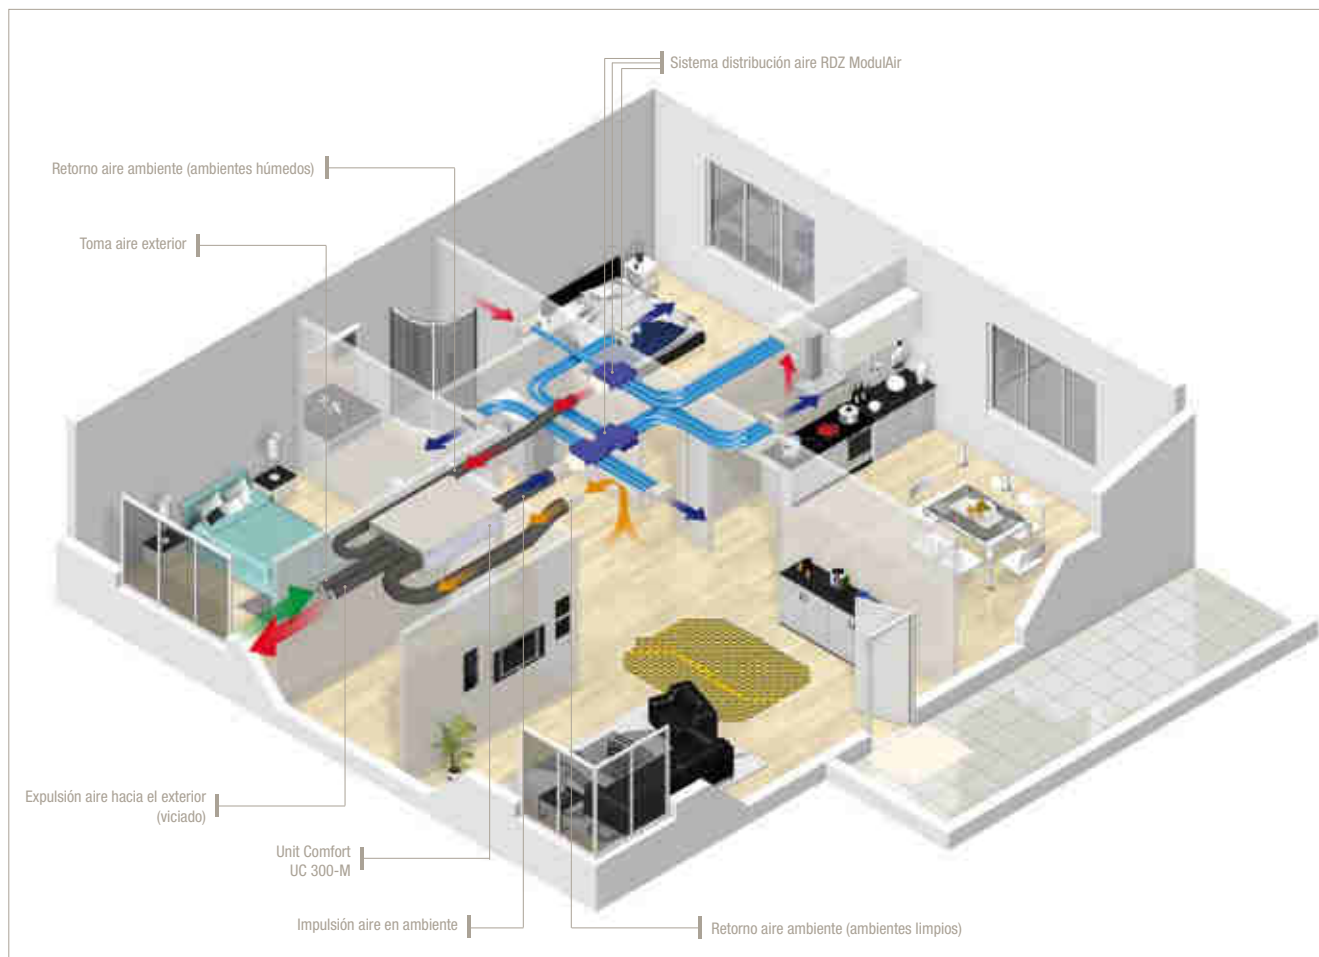 Sistema distribución aire RDZ ModulAir
Retorno aire ambiente (ambientes húmedos)
Toma aire exterior
Expulsión aire hacia el exterior
(viciado)
Unit Comfort
UC 300-M
Impulsión aire en ambiente
Retorno aire ambiente (ambientes limpios)